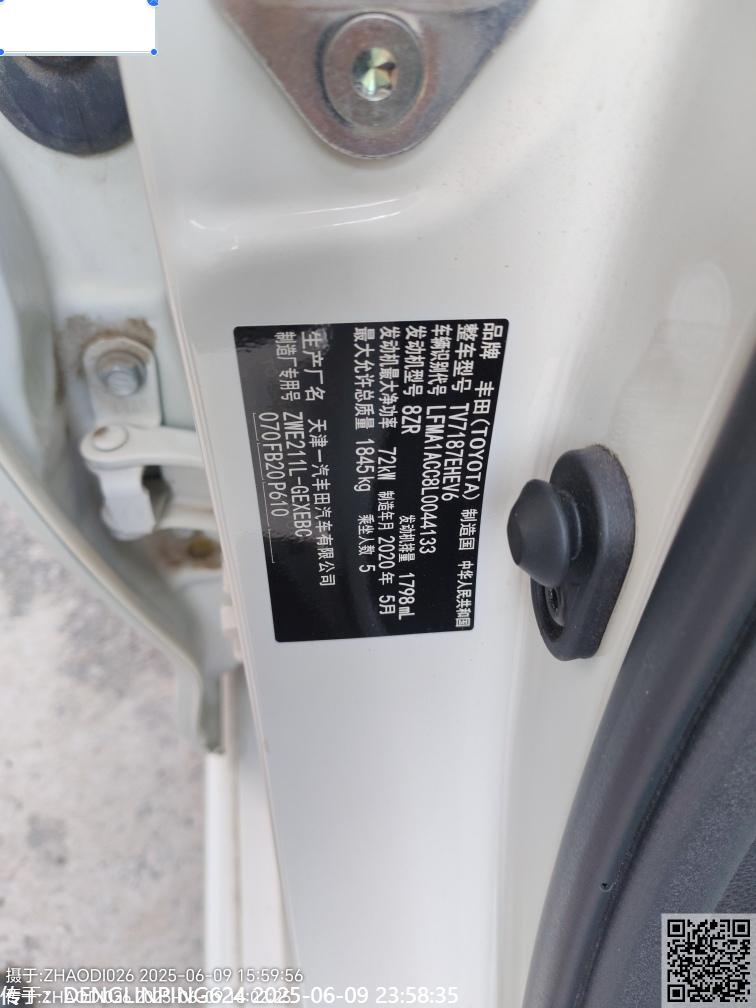 品牌 丰田(TOYOTA) 制造国 中华人民共和国
整车型号 TV7187EHEV6
车辆识别代号 LFMA1ACC8L0044133
发动机型号 8ZR 发动机排量 1798mL
发动机最大净功率 72kW 制造年月 2020年 5月
最大允许总质量 1845kg 乘坐人数 5
生产厂名 天津一汽丰田汽车有限公司
制造厂专用号 ZWE211L-GEXEBC
070FB20P610
摄于:ZHAODI026 2025-06-09 15:59:56
传于: DENGLINPING624 2025-06-09 23:58:35